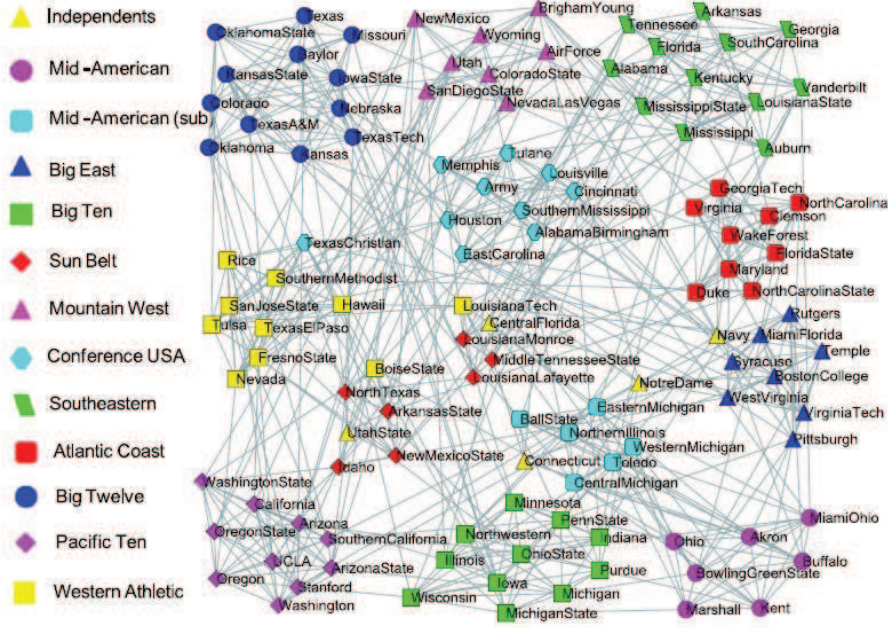 Independents
Mid-American
Mid-American (sub)
Big East
Big Ten
Sun Belt
Mountain West
Conference USA
Southeastern
Atlantic Coast
Big Twelve
Pacific Ten
Western Athletic
Texas
OklahomaState
Missouri
Baylor
KansasState
IowaState
Colorado
Nebraska
TexasA&M
TexasTech
Oklahoma
Kansas
NewMexico
BrighamYoung
Wyoming
AirForce
Utah
ColoradoState
SanDiegoState
NevadaLasVegas
Arkansas
Tennessee
Georgia
SouthCarolina
Florida
Alabama
Kentucky
Vanderbilt
LouisianaState
MississippiState
Mississippi
Auburn
Tulane
Memphis
Louisville
Army
Cincinnati
SouthernMississippi
Houston
AlabamaBirmingham
EastCarolina
TexasChristian
GeorgiaTech
NorthCarolina
Virginia
Clemson
WakeForest
FloridaState
Maryland
Duke
NorthCarolinaState
Rice
SouthernMethodist
SanJoseState
Hawaii
Tulsa
TexasElPaso
FresnoState
Nevada
BoiseState
LouisianaTech
CentralFlorida
LouisianaMonroe
MiddleTennesseeState
LouisianaLafayette
NorthTexas
ArkansasState
UtahState
Idaho
NewMexicoState
Rutgers
Navy
MiamiFlorida
Temple
Syracuse
BostonCollege
NotreDame
WestVirginia
VirginiaTech
Pittsburgh
EasternMichigan
BallState
NorthernIllinois
WesternMichigan
Connecticut
Toledo
CentralMichigan
WashingtonState
California
Arizona
OregonState
SouthernCalifornia
UCLA
ArizonaState
Oregon
Stanford
Washington
Minnesota
PennState
Northwestern
Indiana
OhioState
Illinois
Purdue
Iowa
Michigan
Wisconsin
MichiganState
MiamiOhio
Ohio
Akron
Buffalo
BowlingGreenState
Marshall
Kent